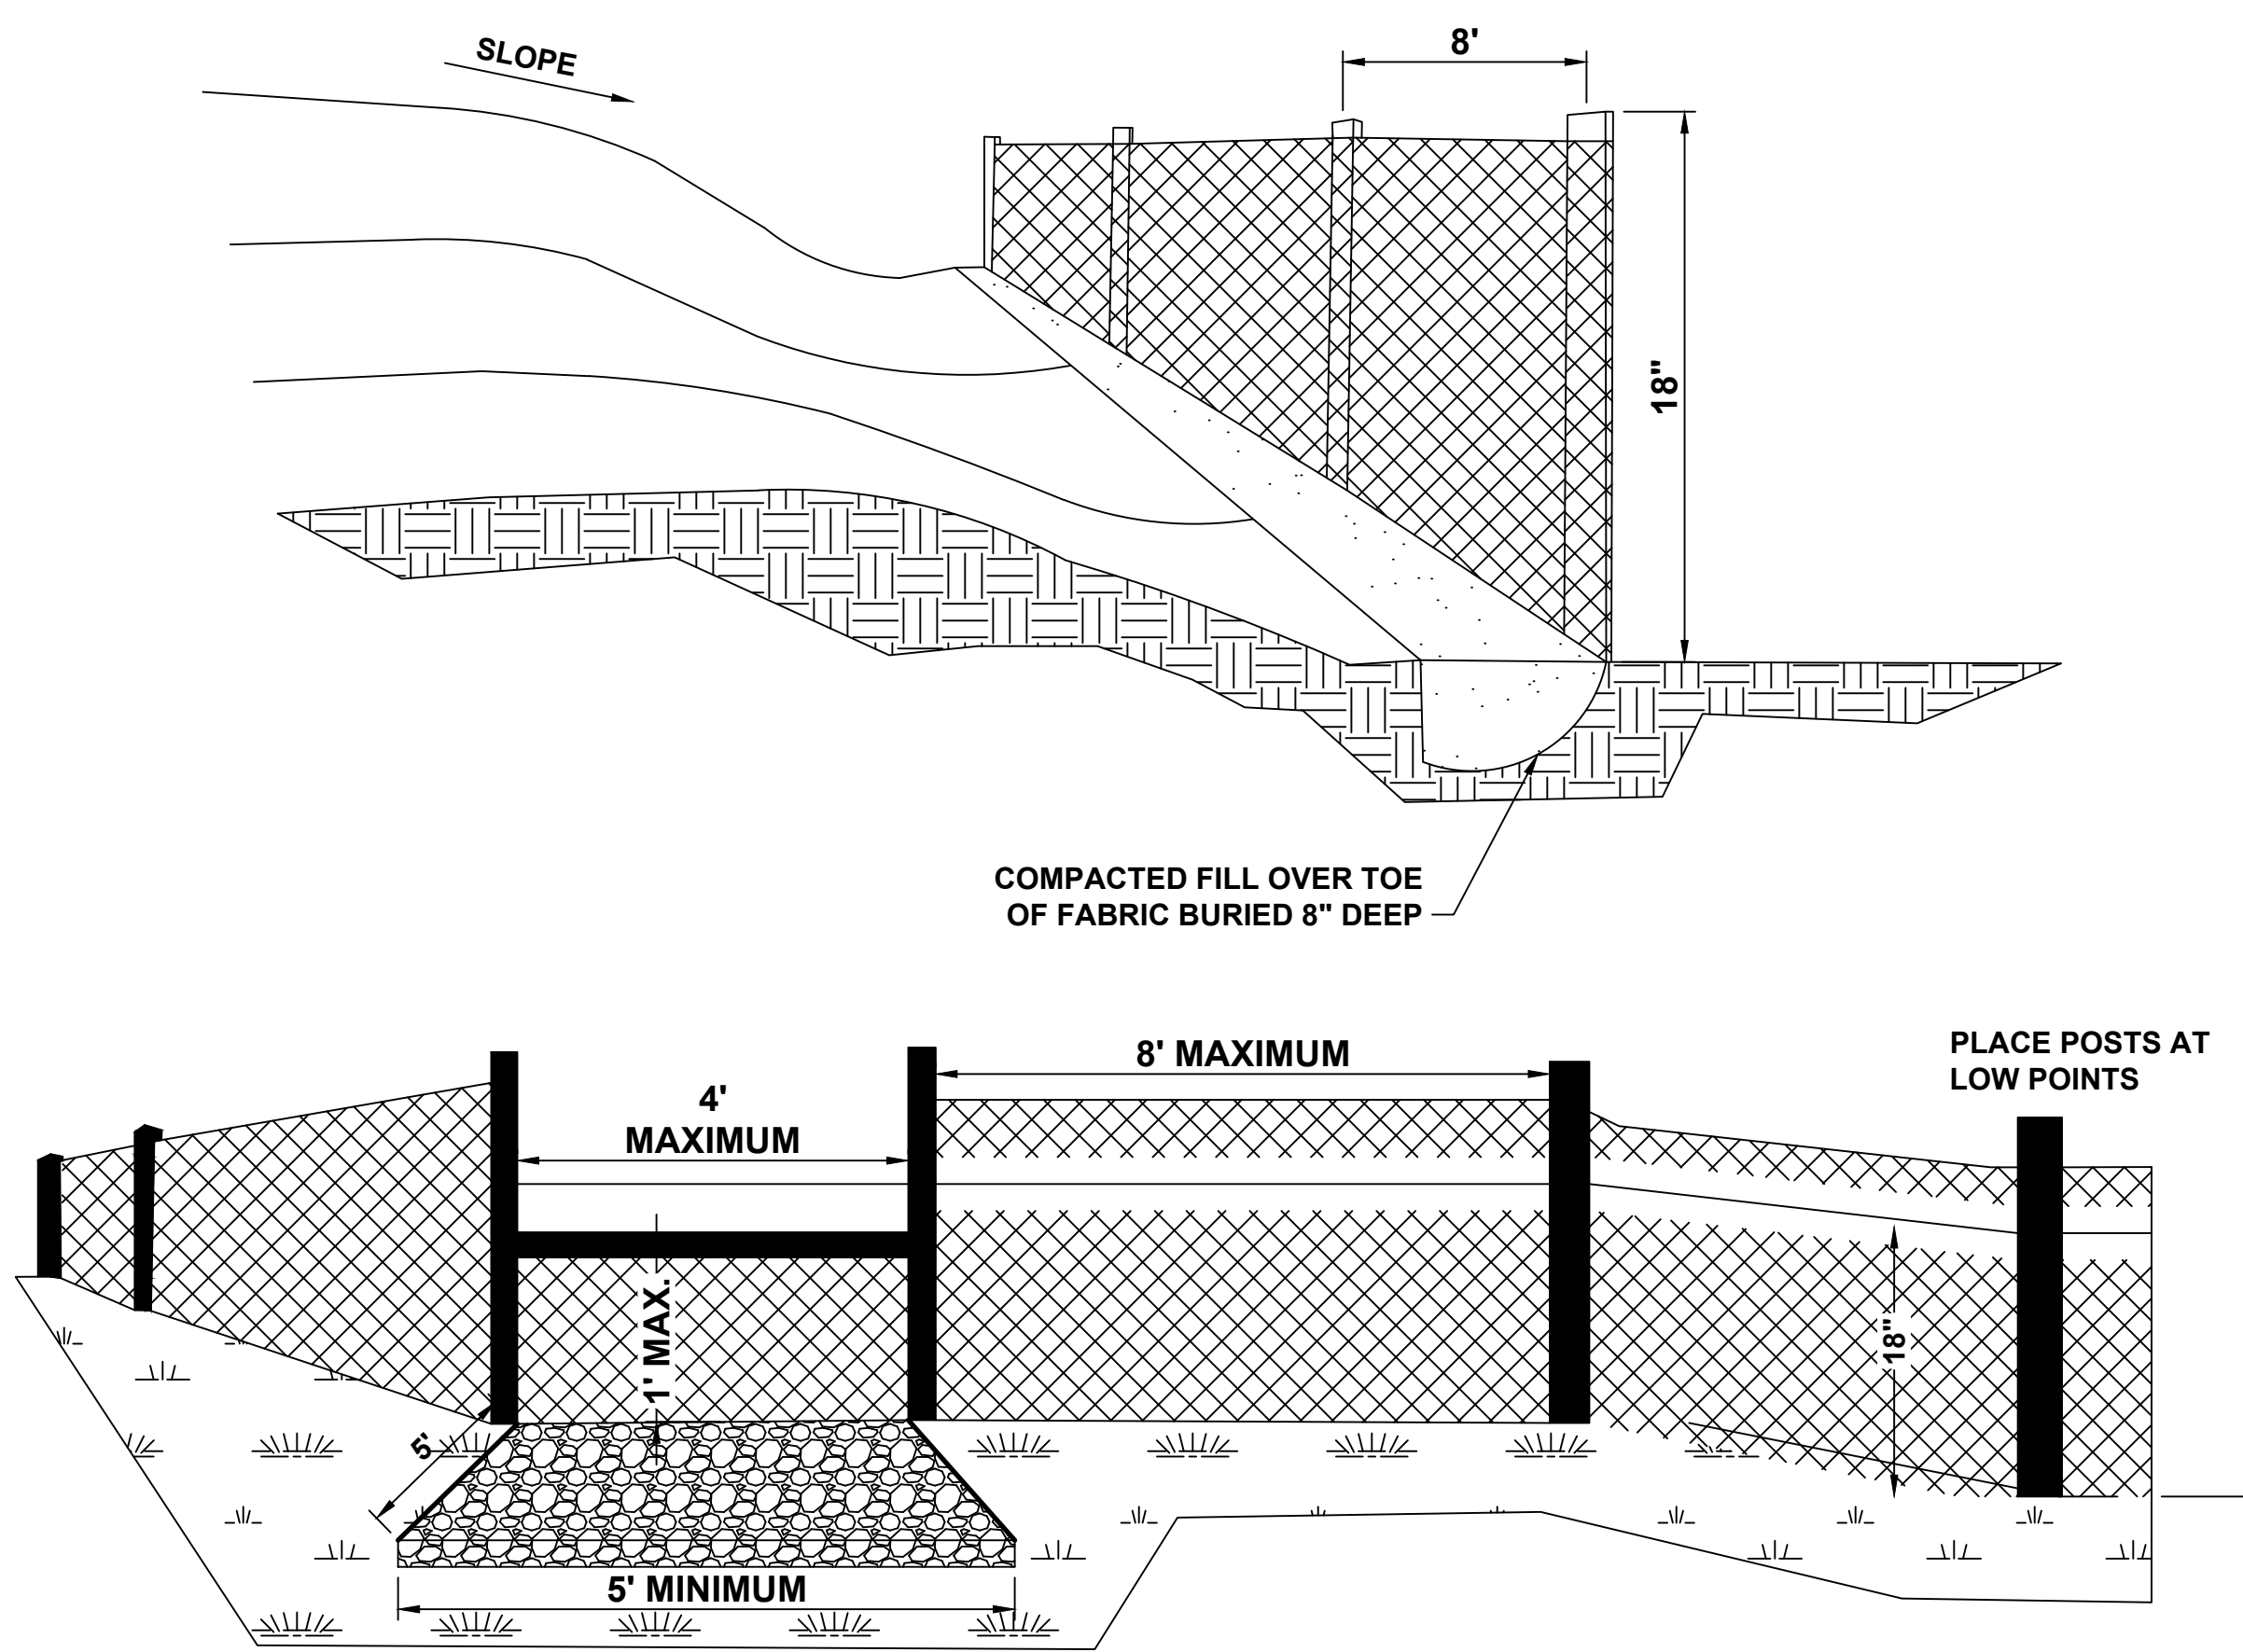 SLOPE
8'
18"
COMPACTED FILL OVER TOE
OF FABRIC BURIED 8" DEEP
PLACE POSTS AT
LOW POINTS
8' MAXIMUM
4'
MAXIMUM
1' MAX.
18"
5'
5' MINIMUM